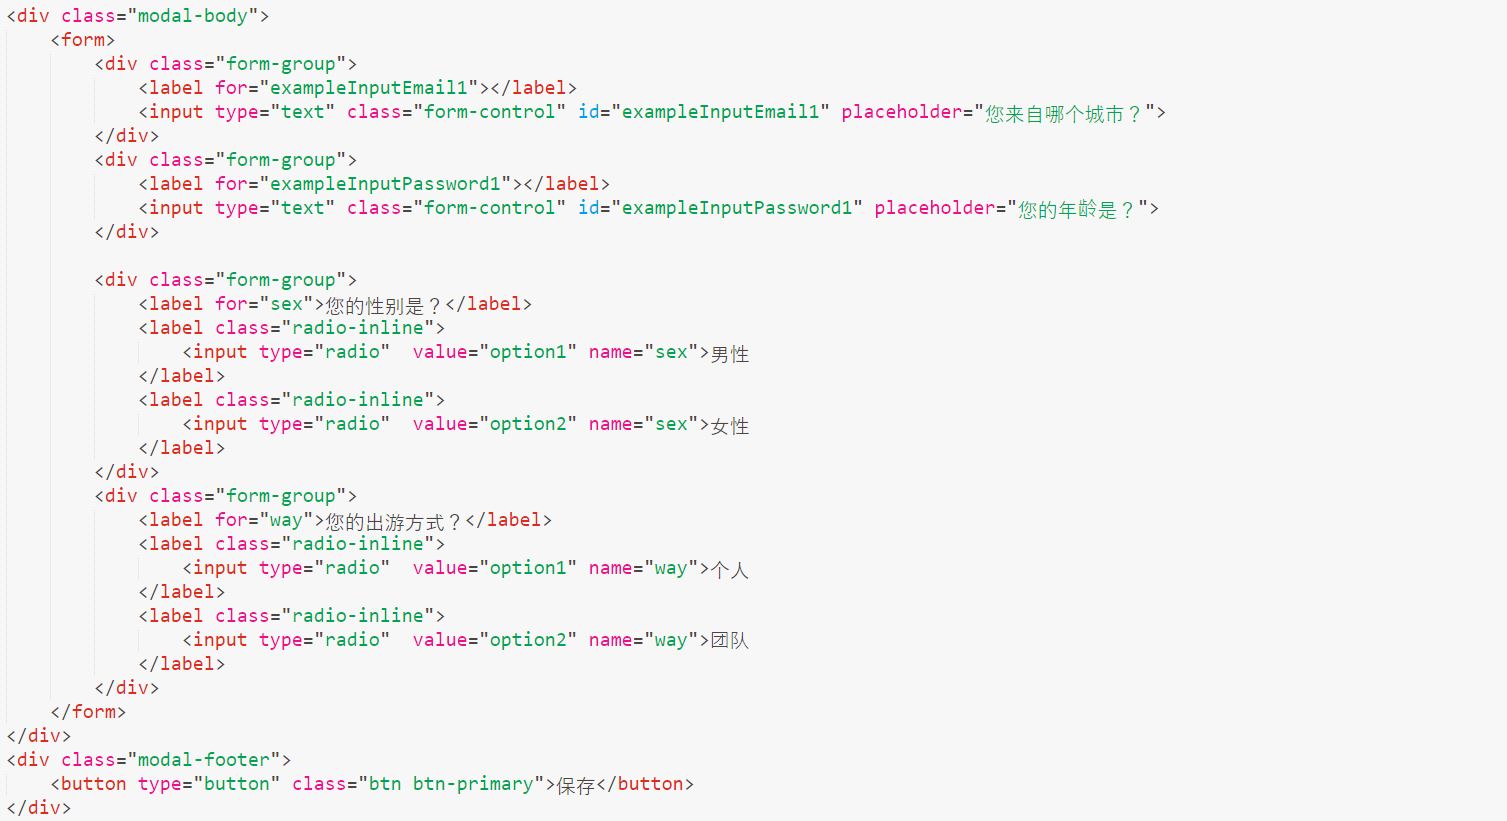 <div class="modal-body">
<form>
<div class="form-group">
<label for="exampleInputEmail1"></label>
<input type="text" class="form-control" id="exampleInputEmail1" placeholder="您来自哪个城市？">
</div>
<div class="form-group">
<label for="exampleInputPassword1"></label>
<input type="text" class="form-control" id="exampleInputPassword1" placeholder="您的年龄是？">
</div>
<div class="form-group">
<label for="sex">您的性别是？</label>
<label class="radio-inline">
<input type="radio"  value="option1" name="sex">男性
</label>
<label class="radio-inline">
<input type="radio"  value="option2" name="sex">女性
</label>
</div>
<div class="form-group">
<label for="way">您的出游方式？</label>
<label class="radio-inline">
<input type="radio"  value="option1" name="way">个人
</label>
<label class="radio-inline">
<input type="radio"  value="option2" name="way">团队
</label>
</div>
</form>
</div>
<div class="modal-footer">
<button type="button" class="btn btn-primary">保存</button>
</div>